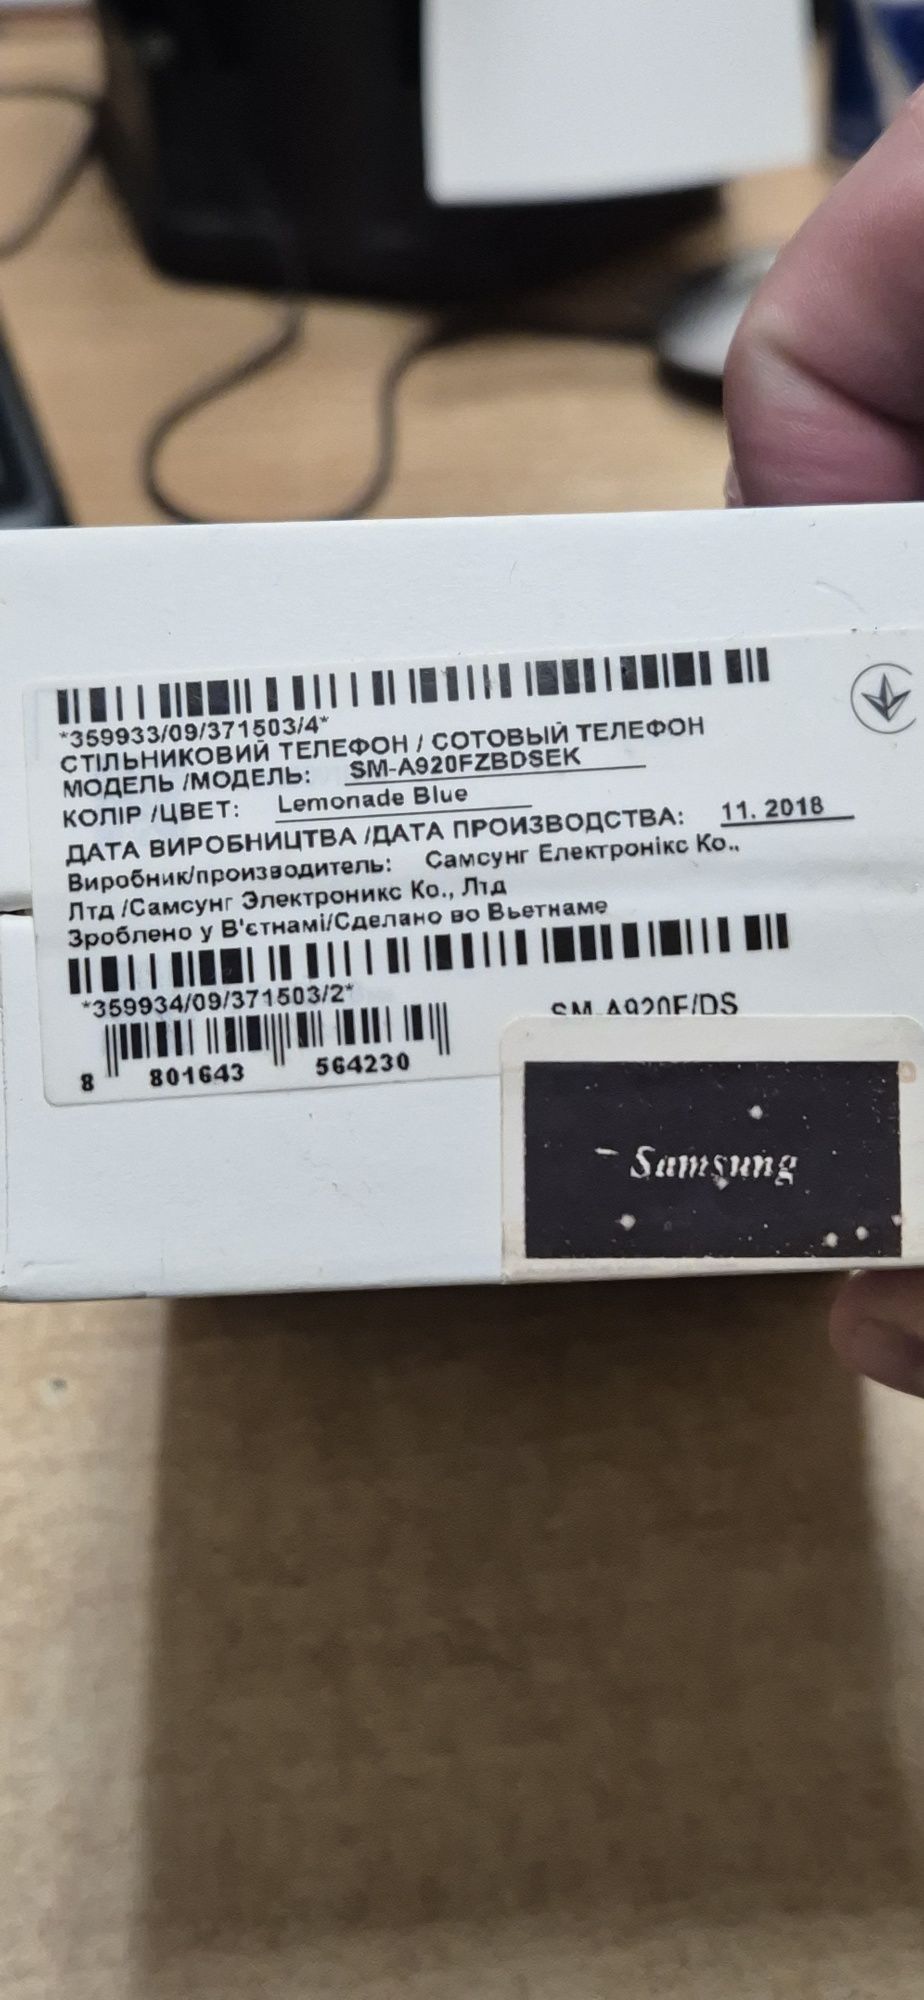 *359933/09/371503/4*
СТІЛЬНИКОВИЙ ТЕЛЕФОН / СОТОВЫЙ ТЕЛЕФОН
МОДЕЛЬ /МОДЕЛЬ: SM-A920FZBDSEK
КОЛІР /ЦВЕТ: Lemonade Blue
ДАТА ВИРОБНИЦТВА /ДАТА ПРОИЗВОДСТВА: 11. 2018
Виробник/производитель: Самсунг Електронікс Ко.,
Лтд /Самсунг Электроникс Ко., Лтд
Зроблено у В'єтнамі/Сделано во Вьетнаме
*359934/09/371503/2*
SM-A920F/DS
8 801643 564230
Samsung